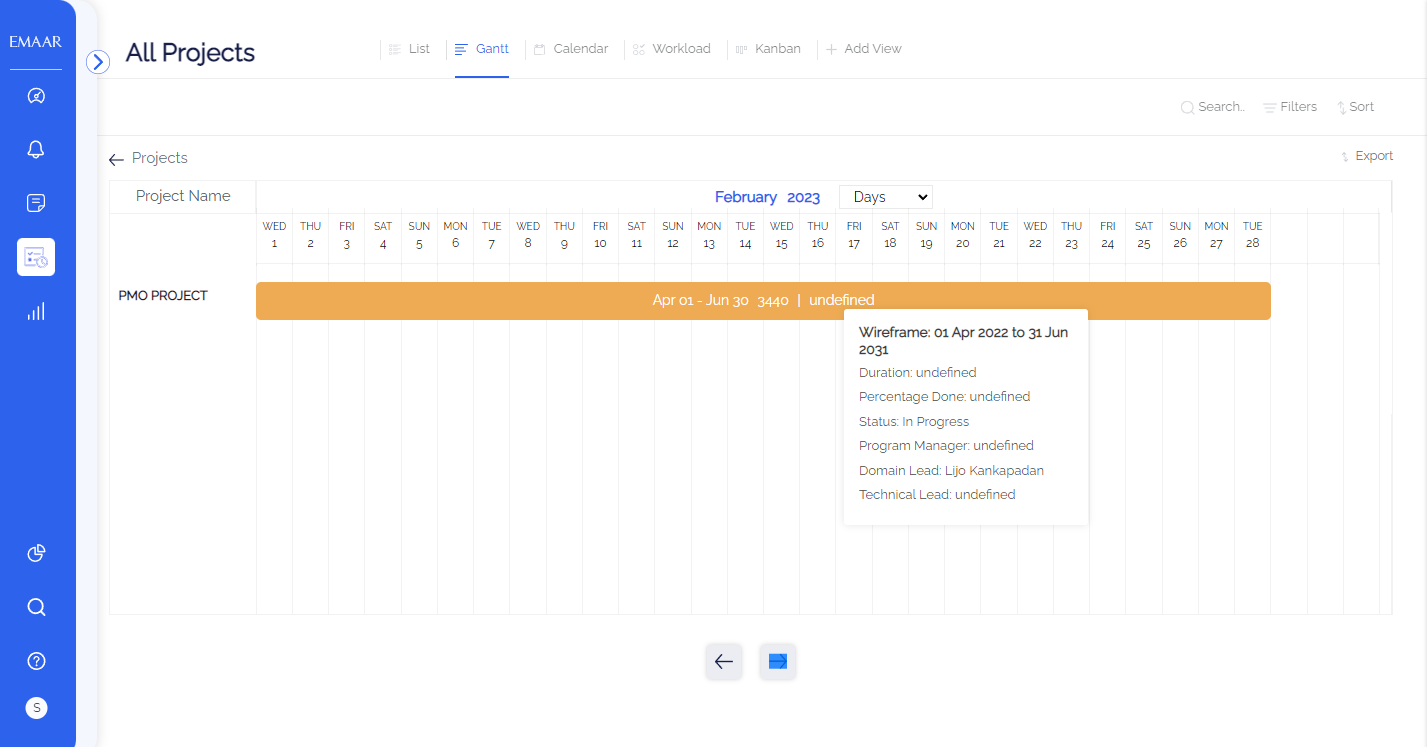 EMAAR
All Projects
List
Gantt
Calendar
Workload
Kanban
Add View
Search..
Filters
Sort
Projects
Export
Project Name
February 2023
Days
WED THU FRI SAT SUN MON TUE WED THU FRI SAT SUN MON TUE WED THU FRI SAT SUN MON TUE WED THU FRI SAT SUN MON TUE
1 2 3 4 5 6 7 8 9 10 11 12 13 14 15 16 17 18 19 20 21 22 23 24 25 26 27 28
PMO PROJECT
Apr 01 - Jun 30 3440 | undefined
Wireframe: 01 Apr 2022 to 31 Jun
2031
Duration: undefined
Percentage Done: undefined
Status: In Progress
Program Manager: undefined
Domain Lead: Lijo Kankapadan
Technical Lead: undefined
S